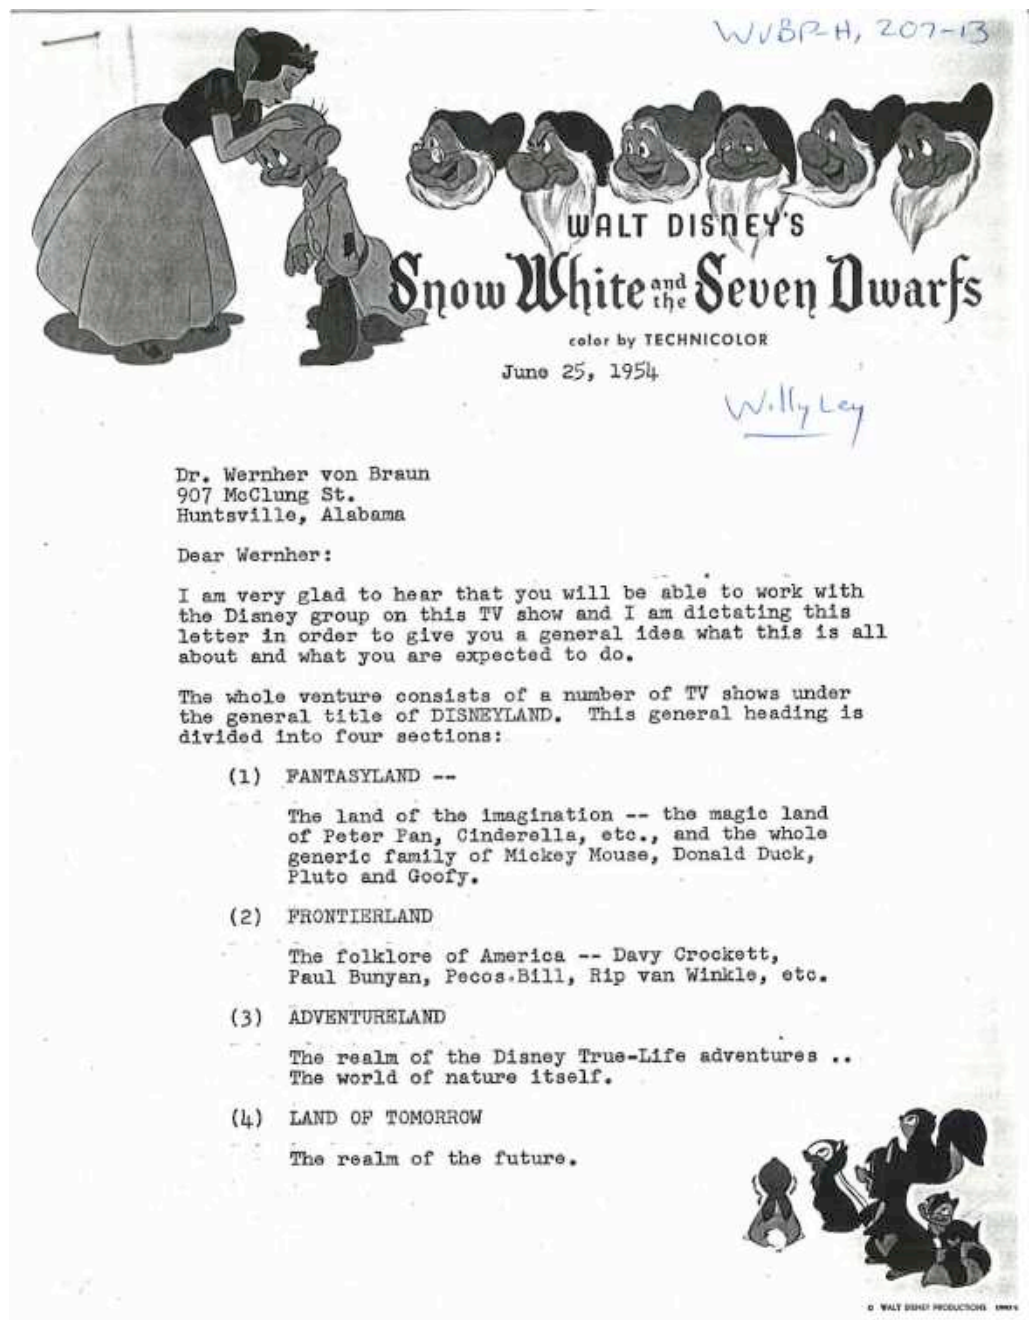 WVBP-H, 207-13
WALT DISNEY'S
Snow White and the Seven Dwarfs
color by TECHNICOLOR
June 25, 1954
Willy Ley
Dr. Wernher von Braun
907 McClung St.
Huntsville, Alabama
Dear Wernher:
I am very glad to hear that you will be able to work with
the Disney group on this TV show and I am dictating this
letter in order to give you a general idea what this is all
about and what you are expected to do.
The whole venture consists of a number of TV shows under
the general title of DISNEYLAND. This general heading is
divided into four sections:
(1) FANTASYLAND --
The land of the imagination -- the magic land
of Peter Pan, Cinderella, etc., and the whole
generic family of Mickey Mouse, Donald Duck,
Pluto and Goofy.
(2) FRONTIERLAND
The folklore of America -- Davy Crockett,
Paul Bunyan, Pecos Bill, Rip van Winkle, etc.
(3) ADVENTURELAND
The realm of the Disney True-Life adventures ..
The world of nature itself.
(4) LAND OF TOMORROW
The realm of the future.
© WALT DISNEY PRODUCTIONS